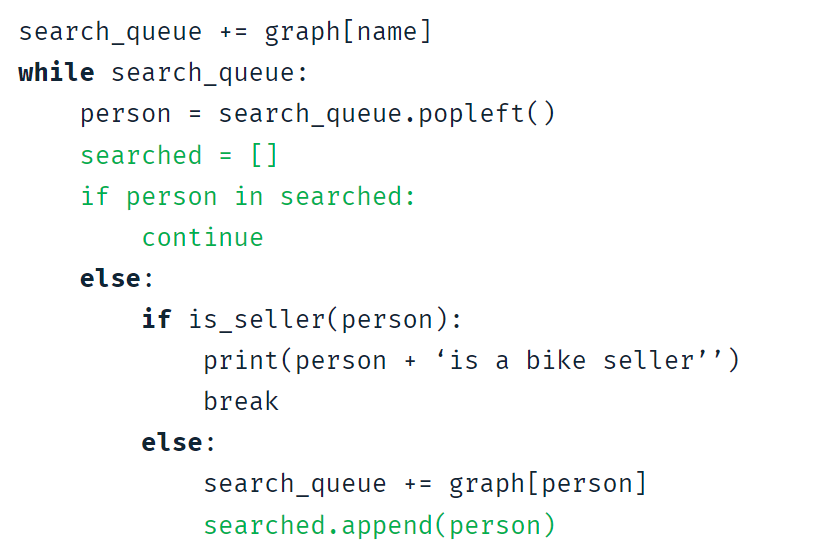 search_queue += graph[name]
while search_queue:
    person = search_queue.popleft()
    searched = []
    if person in searched:
        continue
    else:
        if is_seller(person):
            print(person + ‘is a bike seller’’)
            break
        else:
            search_queue += graph[person]
            searched.append(person)